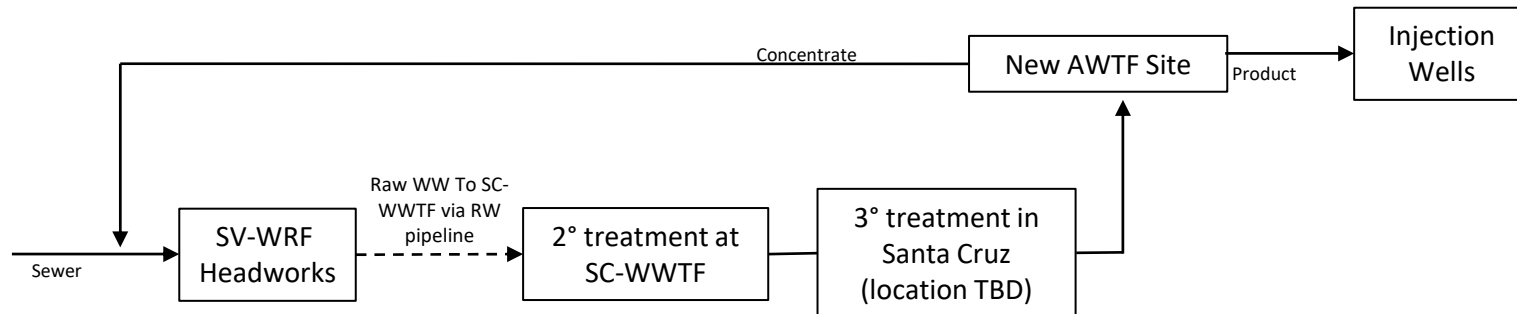 Concentrate
New AWTF Site
Product
Injection
Wells
Sewer
SV-WRF
Headworks
Raw WW To SC-
WWTF via RW
pipeline
2° treatment at
SC-WWTF
3° treatment in
Santa Cruz
(location TBD)